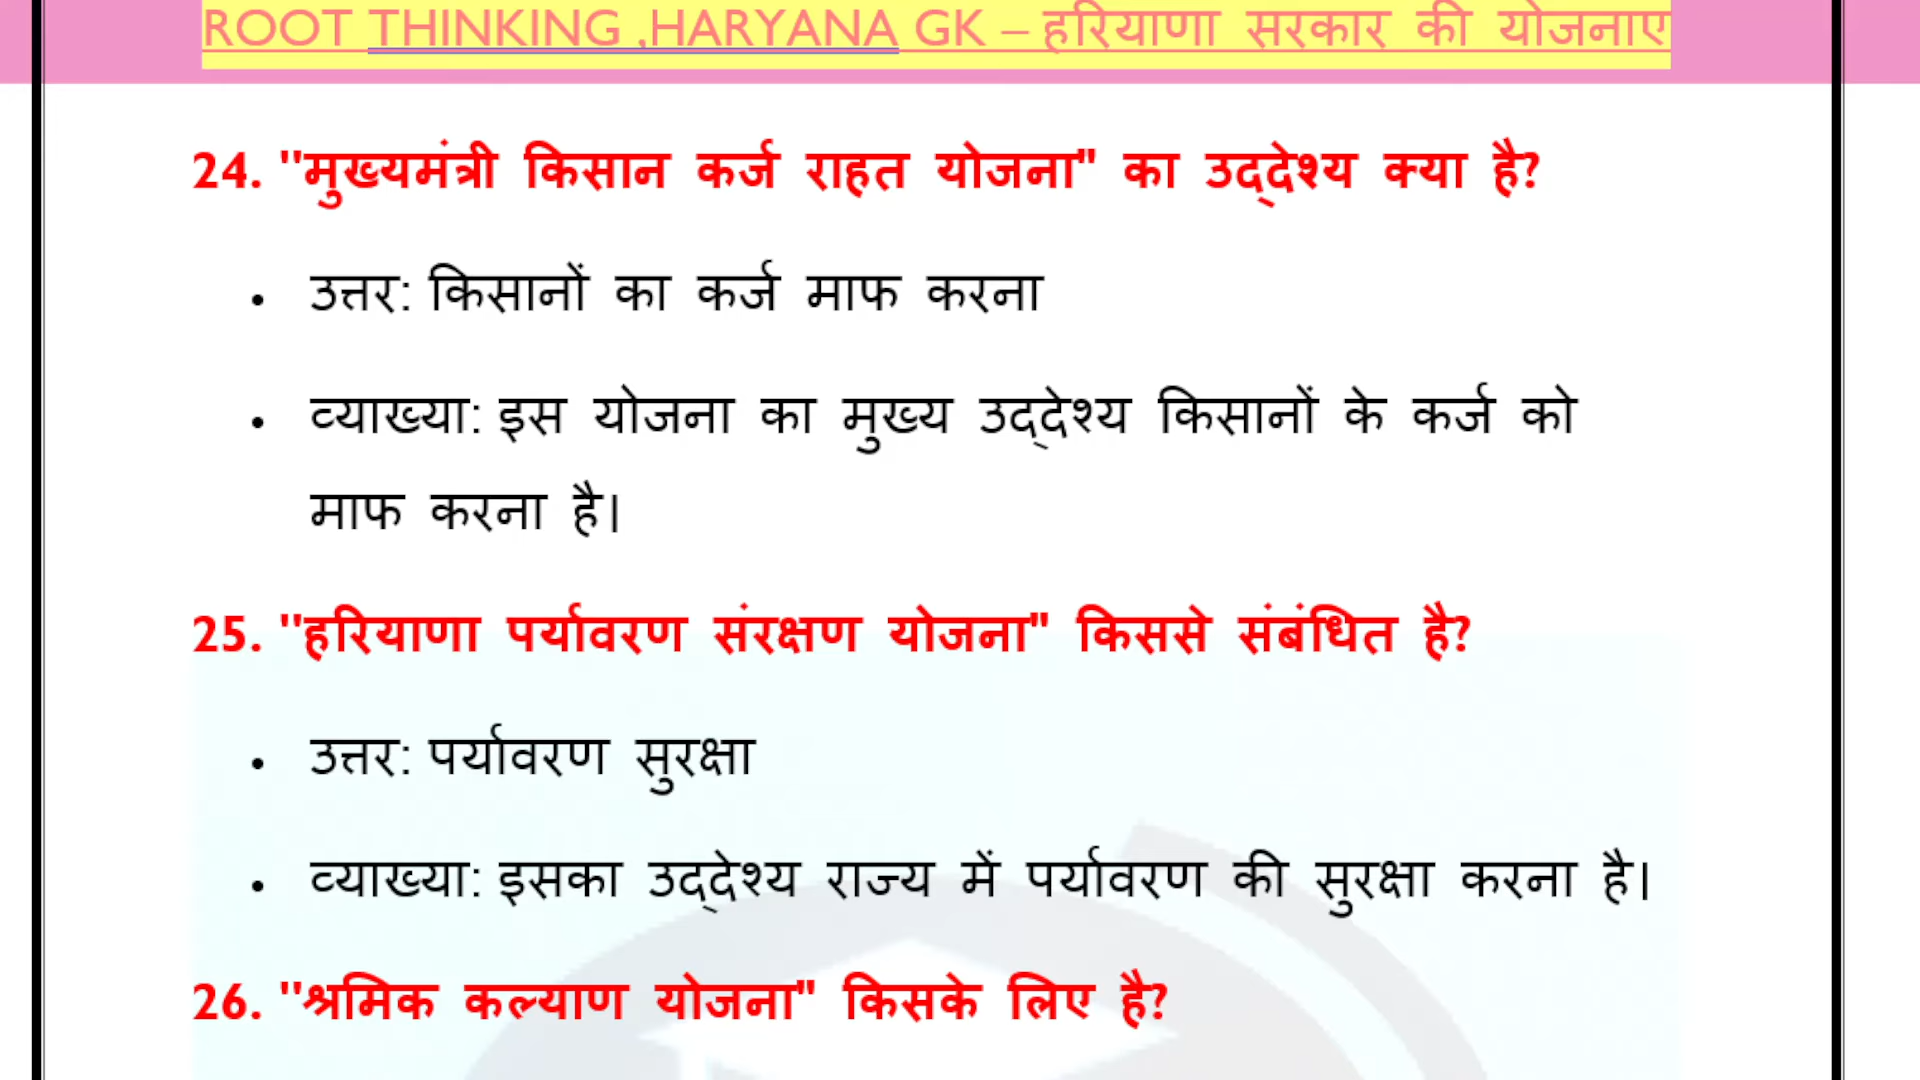 ROOT THINKING ,HARYANA GK – हरियाणा सरकार की योजनाए
24. "मुख्यमंत्री किसान कर्ज राहत योजना" का उद्देश्य क्या है?
• उत्तर: किसानों का कर्ज माफ करना
• व्याख्या: इस योजना का मुख्य उद्देश्य किसानों के कर्ज को
माफ करना है।
25. "हरियाणा पर्यावरण संरक्षण योजना" किससे संबंधित है?
• उत्तर: पर्यावरण सुरक्षा
• व्याख्या: इसका उद्देश्य राज्य में पर्यावरण की सुरक्षा करना है।
26. "श्रमिक कल्याण योजना" किसके लिए है?